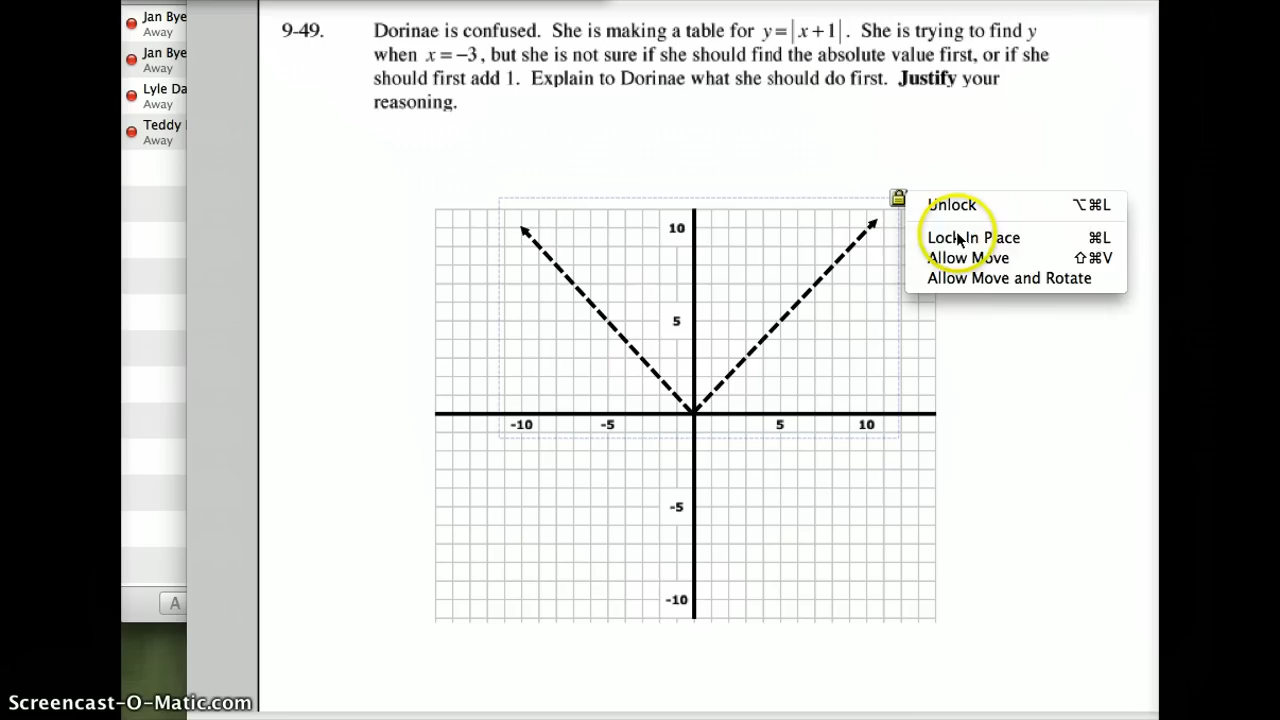 Jan Bye
Away
Jan Bye
Away
Lyle Da
Away
Teddy
Away
A
9-49. Dorinae is confused. She is making a table for y=|x+1|. She is trying to find y
when x=−3, but she is not sure if she should find the absolute value first, or if she
should first add 1. Explain to Dorinae what she should do first. Justify your
reasoning.
Unlock ⌥⌘L
Lock In Place ⌘L
Allow Move ⇧⌘V
Allow Move and Rotate
10
5
-10 -5 5 10
-5
-10
Screencast-O-Matic.com